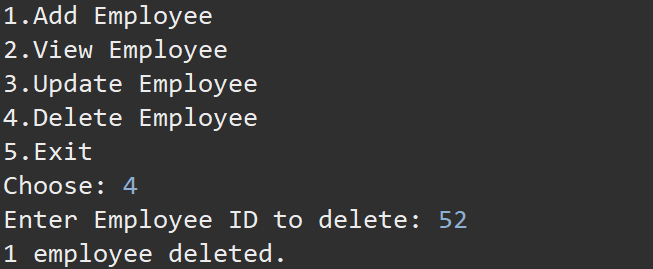 1.Add Employee
2.View Employee
3.Update Employee
4.Delete Employee
5.Exit
Choose: 4
Enter Employee ID to delete: 52
1 employee deleted.